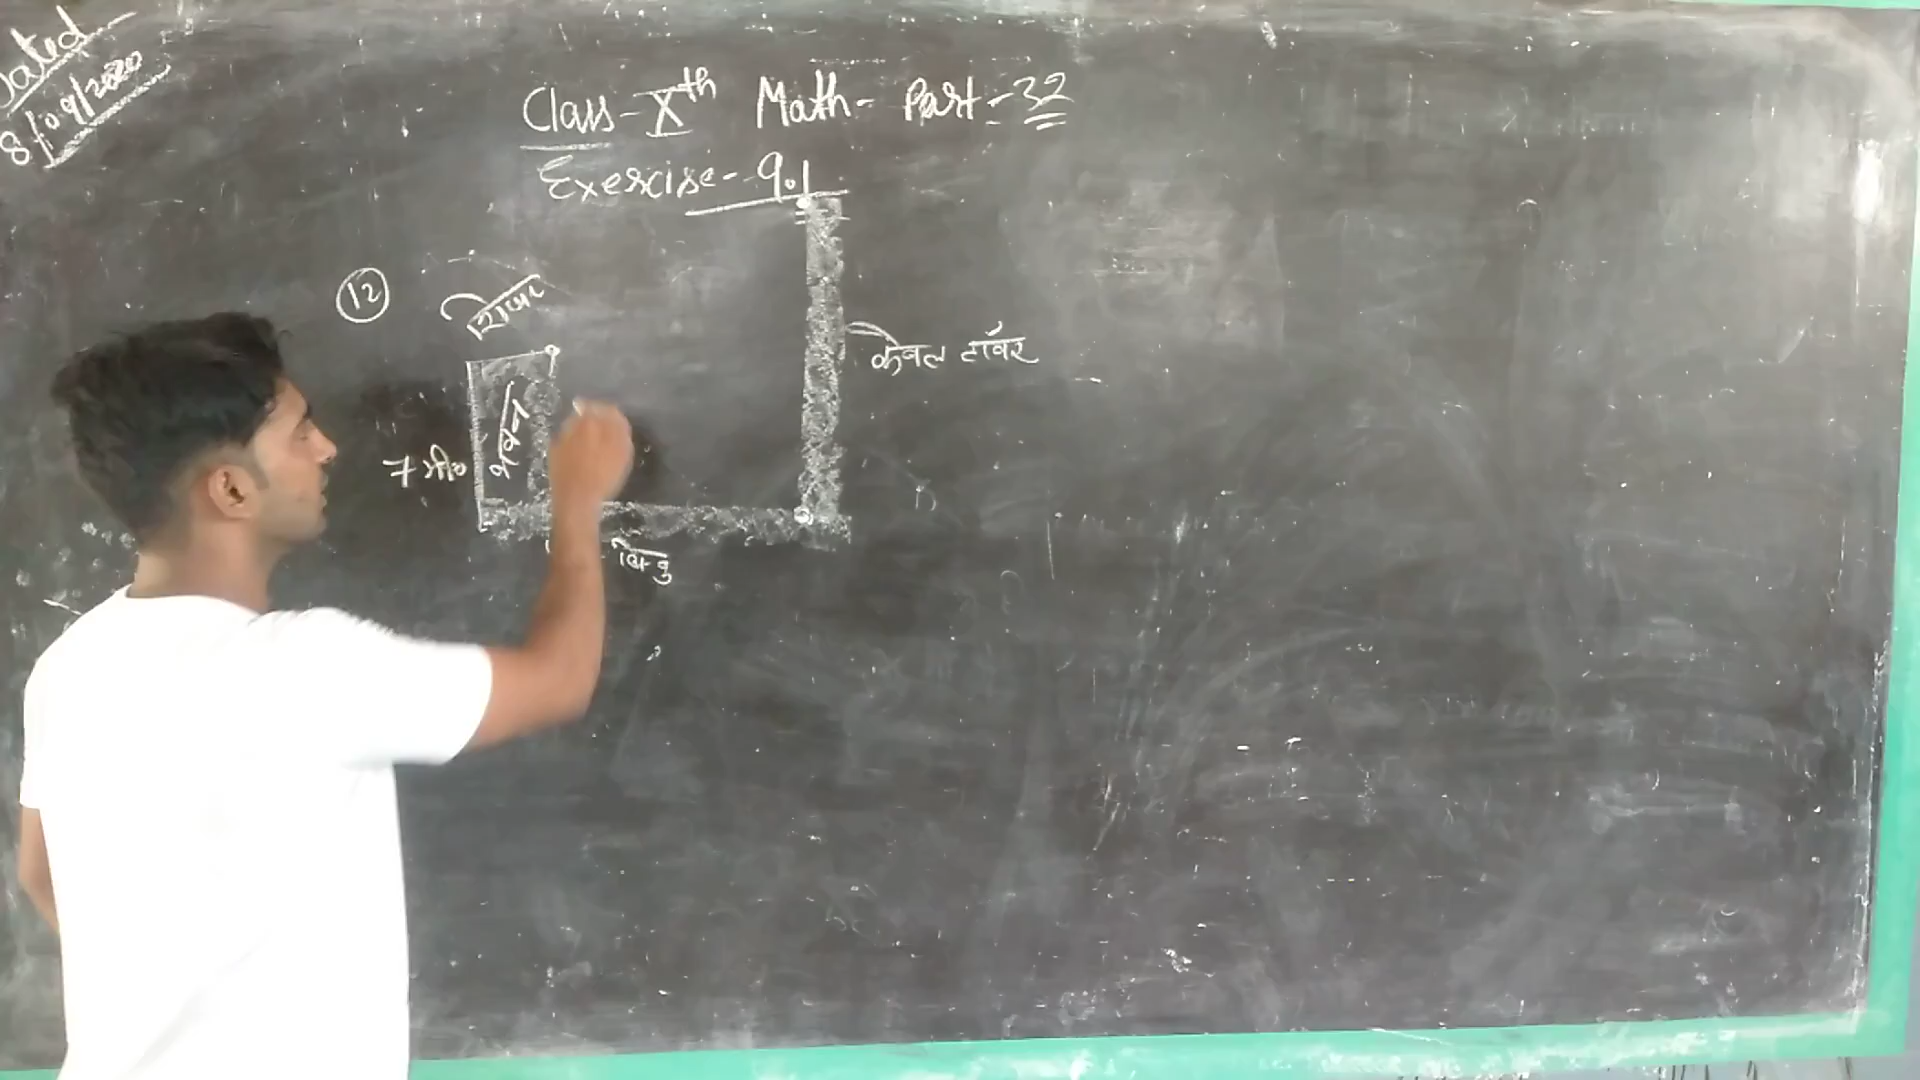 Dated
8/09/2020
Class-Xth Math- Part-32
Exercise-9.1
12
शिखर
केबल टॉवर
भवन
7 मी०